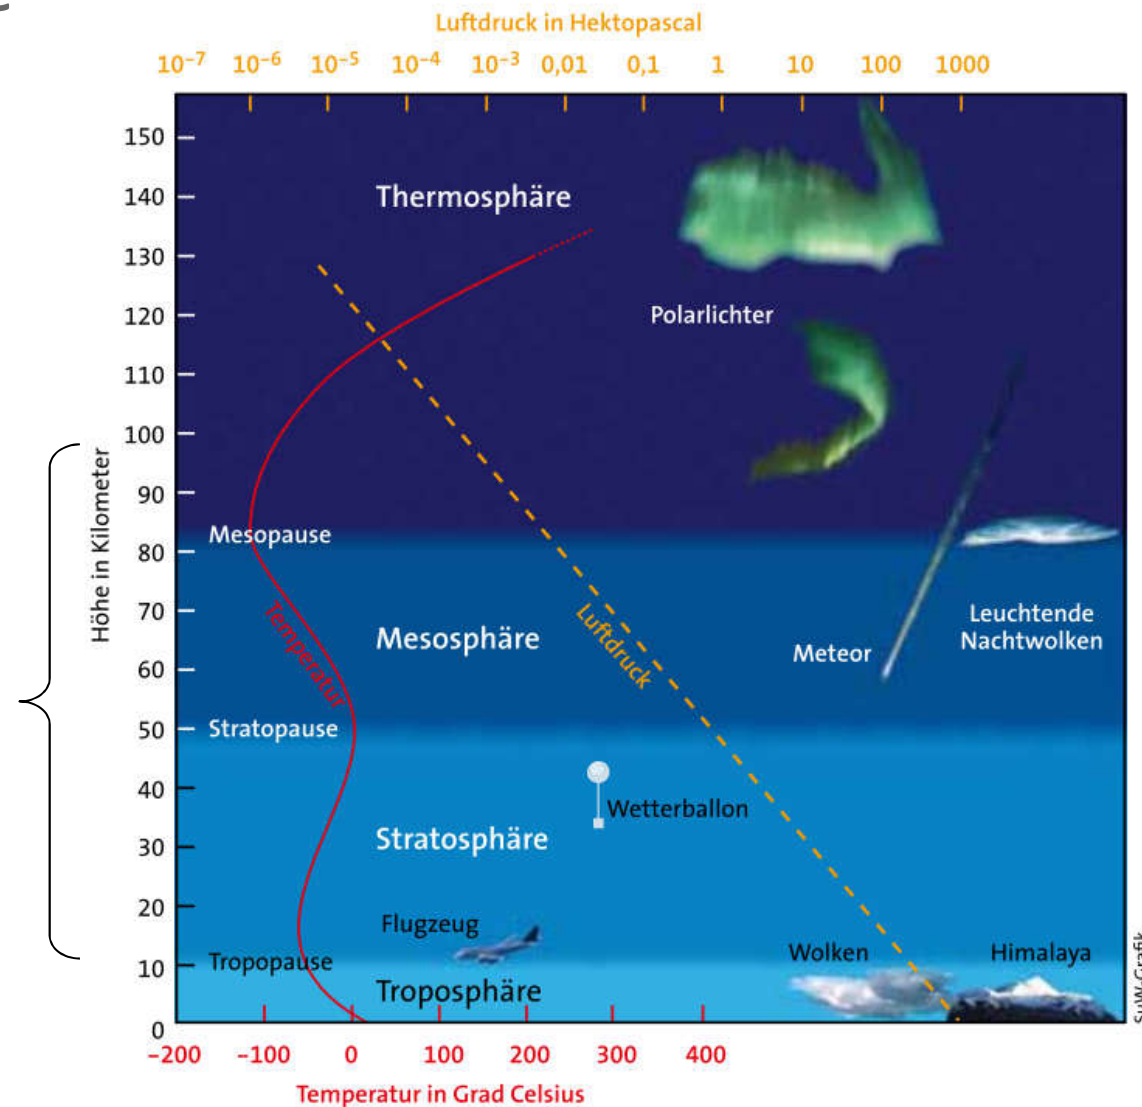 Luftdruck in Hektopascal
10⁻⁷ 10⁻⁶ 10⁻⁵ 10⁻⁴ 10⁻³ 0,01 0,1 1 10 100 1000
150
Thermosphäre
140
130
Polarlichter
120
110
100
90
Mesopause
80
70
Leuchtende
Nachtwolken
Temperatur
Mesosphäre
Luftdruck
Meteor
60
50
Stratopause
40
Wetterballon
Stratosphäre
30
20
Flugzeug
Wolken
Himalaya
Tropopause
10
Troposphäre
0
Höhe in Kilometer
SuW-Grafik
−200 −100 0 100 200 300 400
Temperatur in Grad Celsius